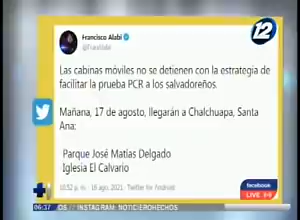 Francisco Alabí
@FranAlabi
12
Las cabinas móviles no se detienen con la estrategia de
facilitar la prueba PCR a los salvadoreños.
Mañana, 17 de agosto, llegarán a Chalchuapa, Santa
Ana:
Parque José Matías Delgado
Iglesia El Calvario
10:52 p. m. · 16 ago. 2021 · Twitter for Android
facebook
LIVE
06:37
INSTAGRAM: NOTICIEROHECHOS